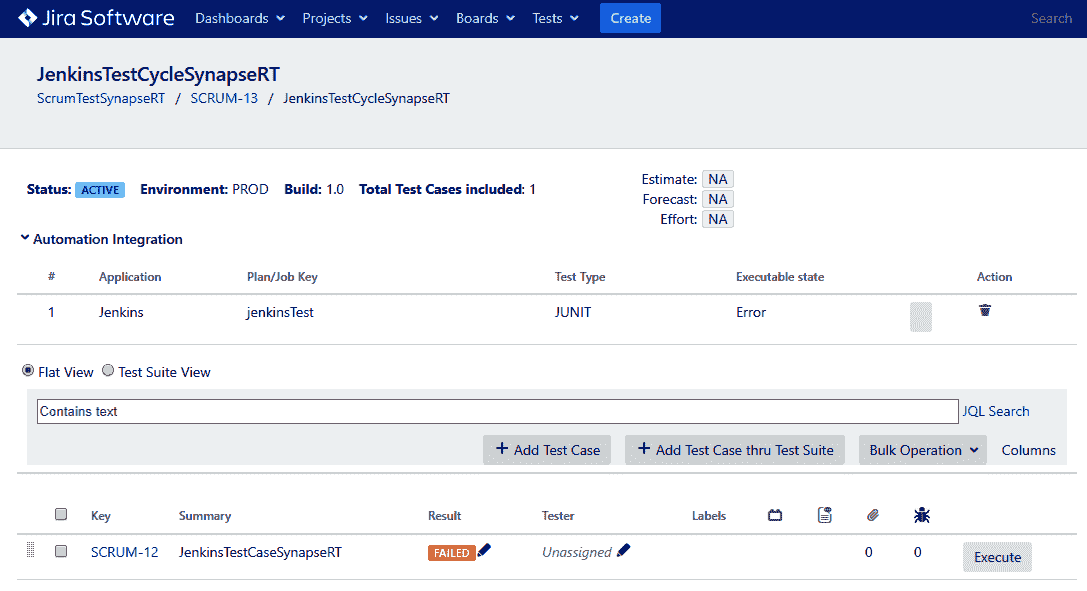 Jira Software Dashboards Projects Issues Boards Tests Create Search
JenkinsTestCycleSynapseRT
ScrumTestSynapseRT / SCRUM-13 / JenkinsTestCycleSynapseRT
Status: ACTIVE Environment: PROD Build: 1.0 Total Test Cases included: 1
Estimate: NA
Forecast: NA
Effort: NA
Automation Integration
# Application Plan/Job Key Test Type Executable state Action
1 Jenkins jenkinsTest JUNIT Error
Flat View Test Suite View
Contains text JQL Search
+ Add Test Case + Add Test Case thru Test Suite Bulk Operation Columns
Key Summary Result Tester Labels
SCRUM-12 JenkinsTestCaseSynapseRT FAILED Unassigned 0 0 Execute